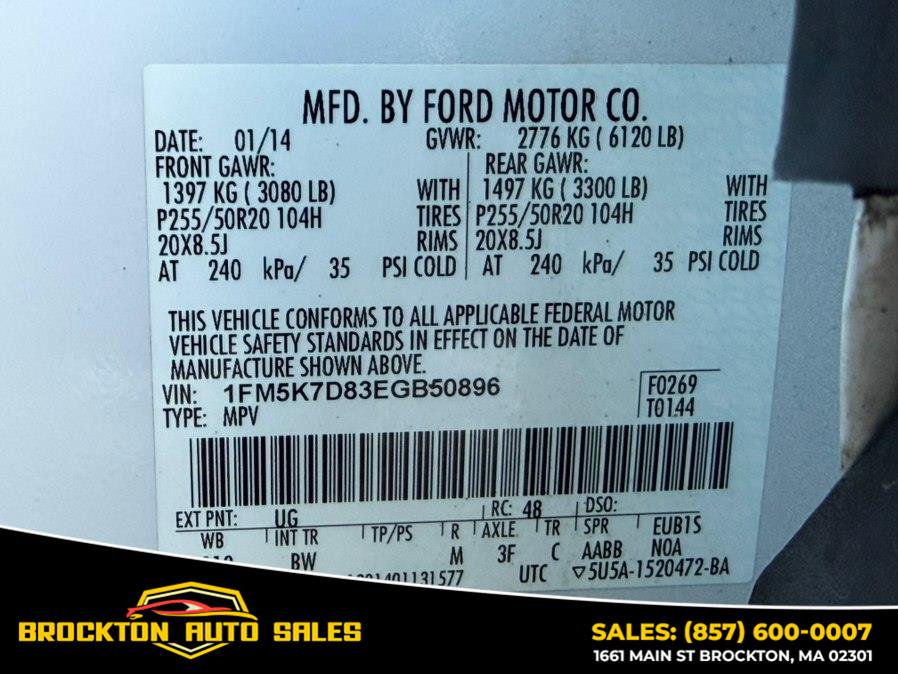 MFD. BY FORD MOTOR CO.
DATE: 01/14 GVWR: 2776 KG ( 6120 LB)
FRONT GAWR: REAR GAWR:
1397 KG ( 3080 LB) WITH 1497 KG ( 3300 LB) WITH
P255/50R20 104H TIRES P255/50R20 104H TIRES
20X8.5J RIMS 20X8.5J RIMS
AT 240 kPa/ 35 PSI COLD AT 240 kPa/ 35 PSI COLD
THIS VEHICLE CONFORMS TO ALL APPLICABLE FEDERAL MOTOR
VEHICLE SAFETY STANDARDS IN EFFECT ON THE DATE OF
MANUFACTURE SHOWN ABOVE.
VIN: 1FM5K7D83EGB50896 F0269
TYPE: MPV T0144
EXT PNT: UG RC: 48 DSO:
WB INT TR TP/PS R AXLE TR SPR EUB1S
BW M 3F C AABB NOA
UTC ▽5U5A-1520472-BA
BROCKTON AUTO SALES
SALES: (857) 600-0007
1661 MAIN ST BROCKTON, MA 02301